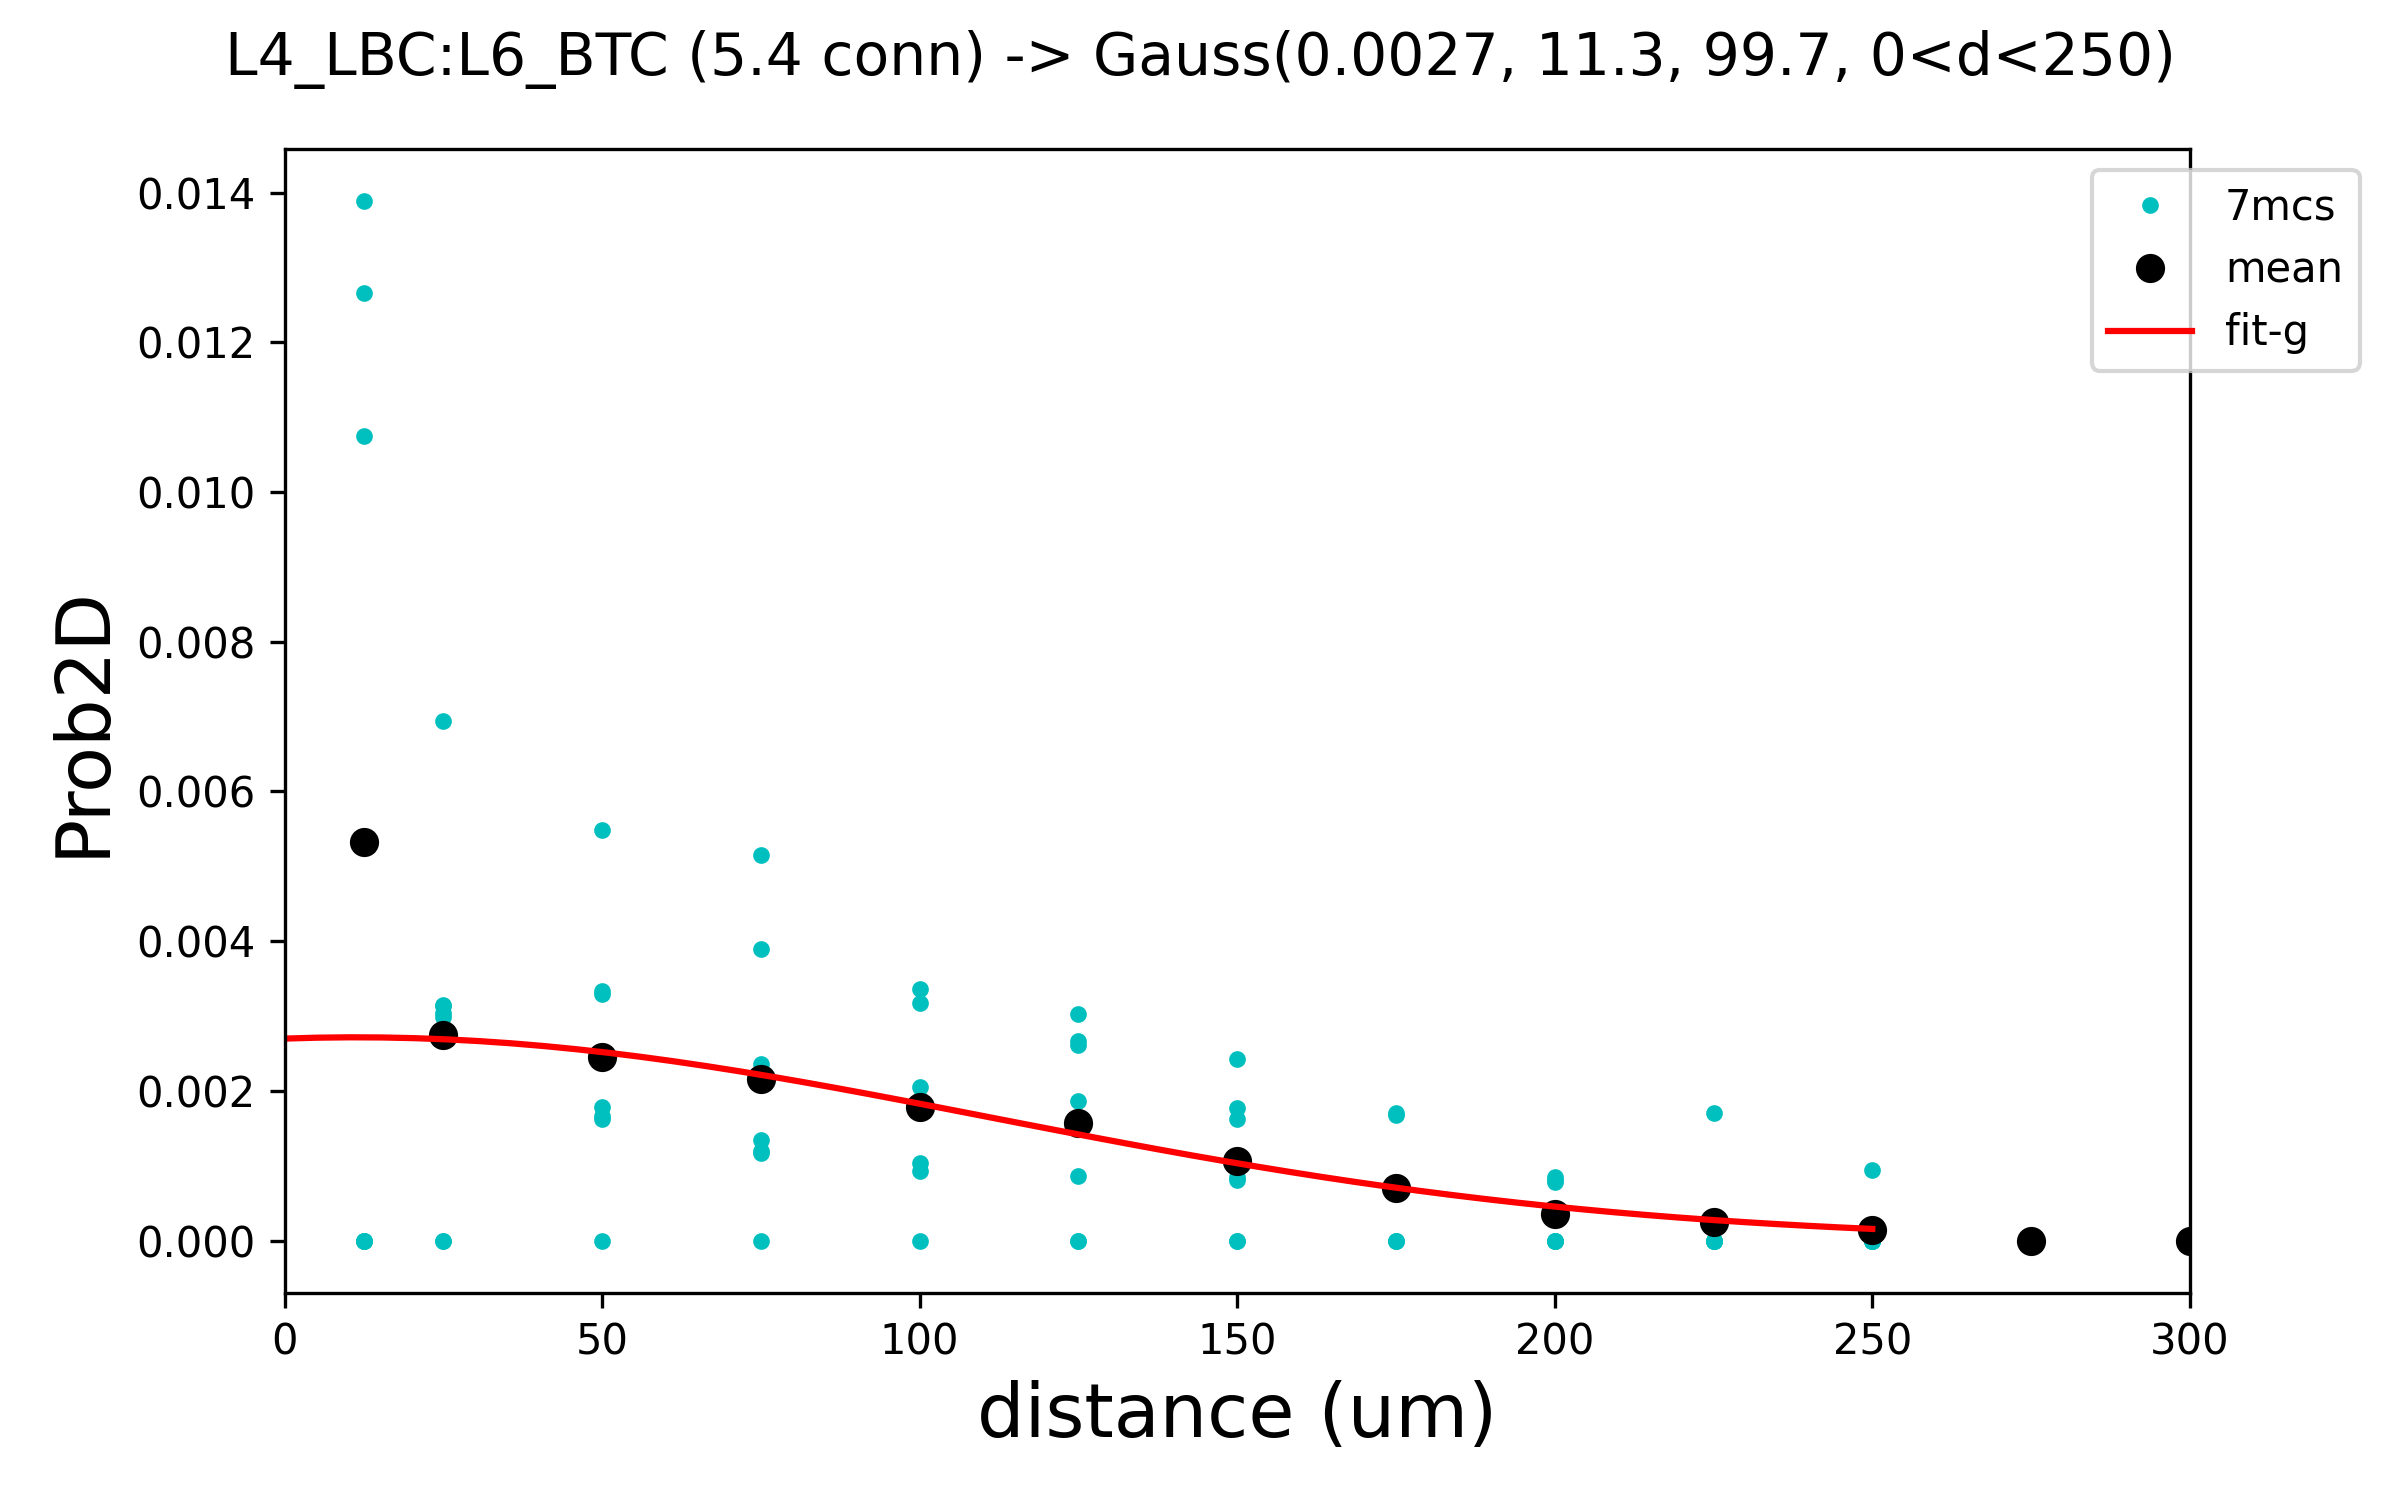 L4_LBC:L6_BTC (5.4 conn) -> Gauss(0.0027, 11.3, 99.7, 0<d<250)
7mcs
mean
fit-g
Prob2D
0.014
0.012
0.010
0.008
0.006
0.004
0.002
0.000
0 50 100 150 200 250 300
distance (um)